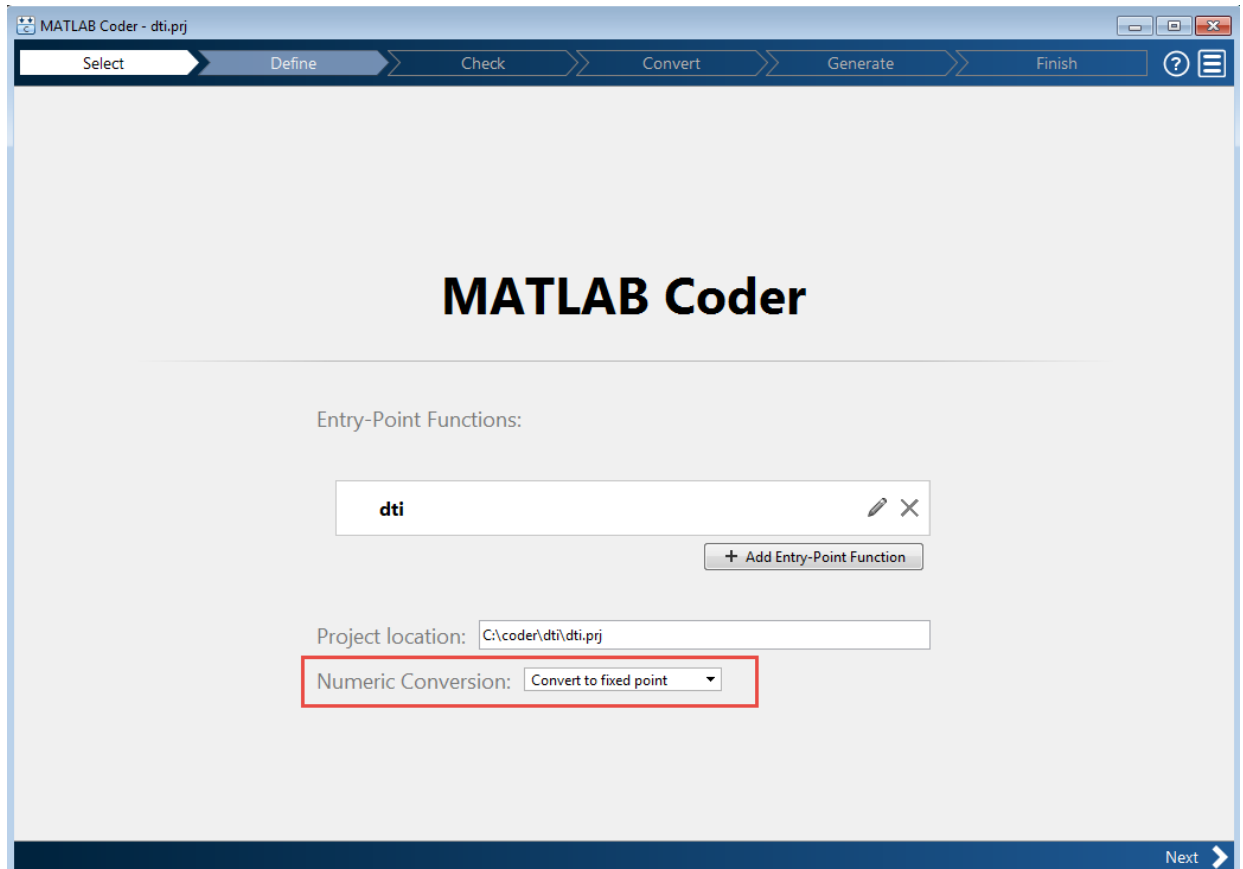 MATLAB Coder - dti.prj
Select Define Check Convert Generate Finish
MATLAB Coder
Entry-Point Functions:
dti
+ Add Entry-Point Function
Project location: C:\coder\dti\dti.prj
Numeric Conversion: Convert to fixed point
Next